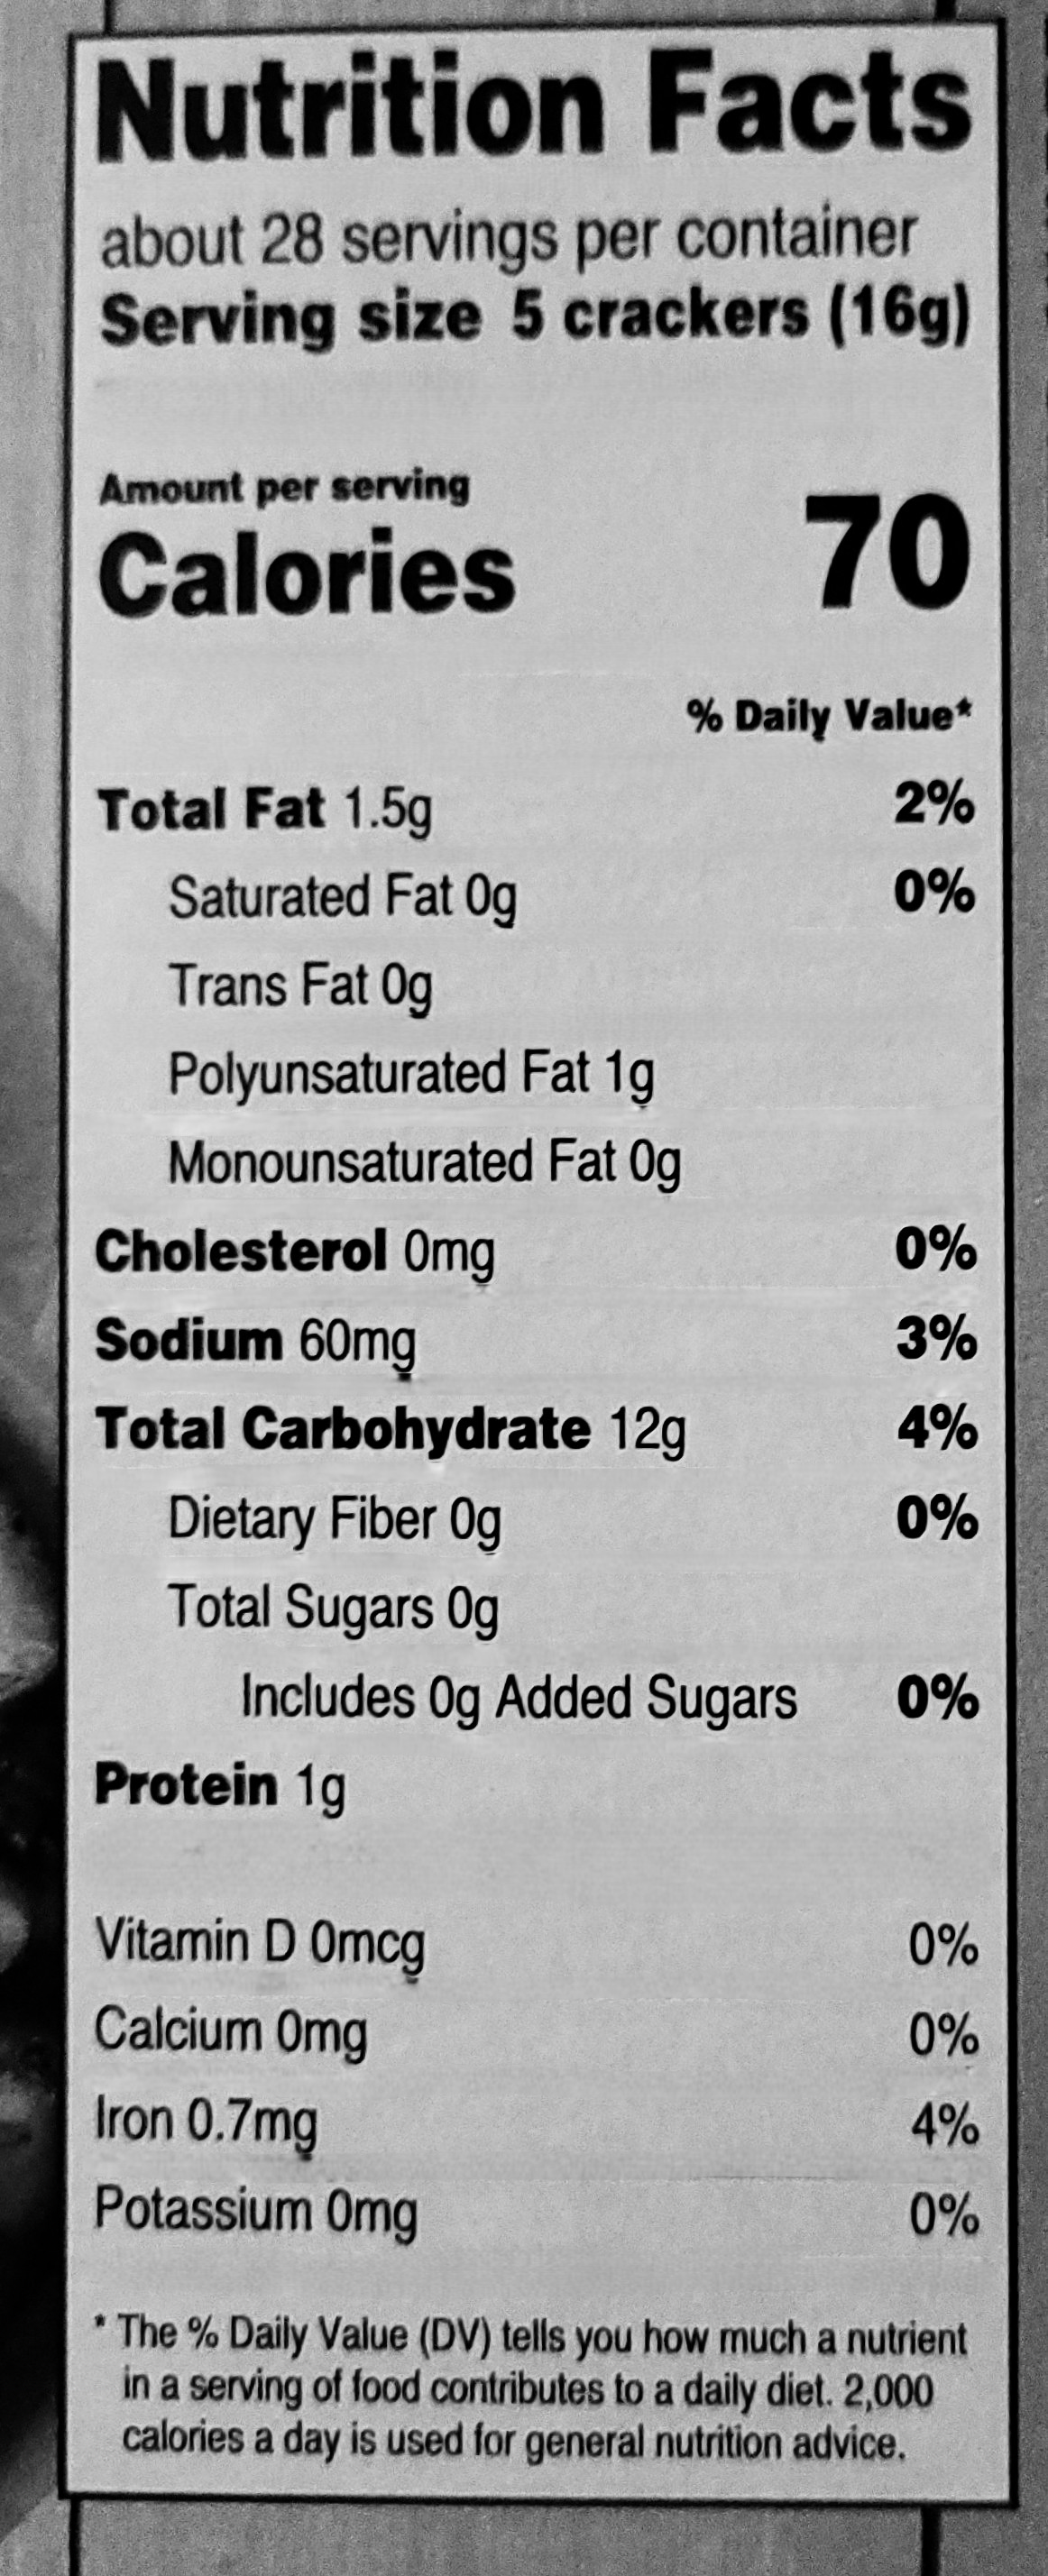 Nutrition Facts
about 28 servings per container
Serving size 5 crackers (16g)
Amount per serving
Calories 70
% Daily Value*
Total Fat 1.5g 2%
Saturated Fat 0g 0%
Trans Fat 0g
Polyunsaturated Fat 1g
Monounsaturated Fat 0g
Cholesterol 0mg 0%
Sodium 60mg 3%
Total Carbohydrate 12g 4%
Dietary Fiber 0g 0%
Total Sugars 0g
Includes 0g Added Sugars 0%
Protein 1g
Vitamin D 0mcg 0%
Calcium 0mg 0%
Iron 0.7mg 4%
Potassium 0mg 0%
* The % Daily Value (DV) tells you how much a nutrient
in a serving of food contributes to a daily diet. 2,000
calories a day is used for general nutrition advice.